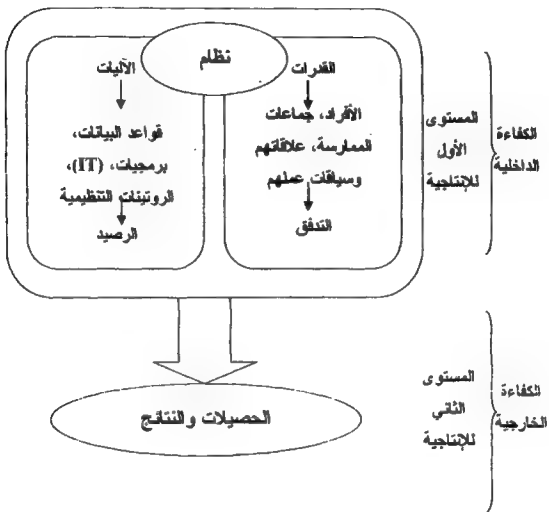 نظام
القدرات
الأفراد، جماعات
الممارسة، علاقاتهم
وسياقات عملهم
التدفق
الآليات
قواعد البيانات،
برمجيات، (IT)،
الروتينات التنظيمية
الرصيد
المستوى
الأول
للإنتاجية
الكفاءة
الداخلية
الحصيلات والنتائج
المستوى
الثاني
للإنتاجية
الكفاءة
الخارجية